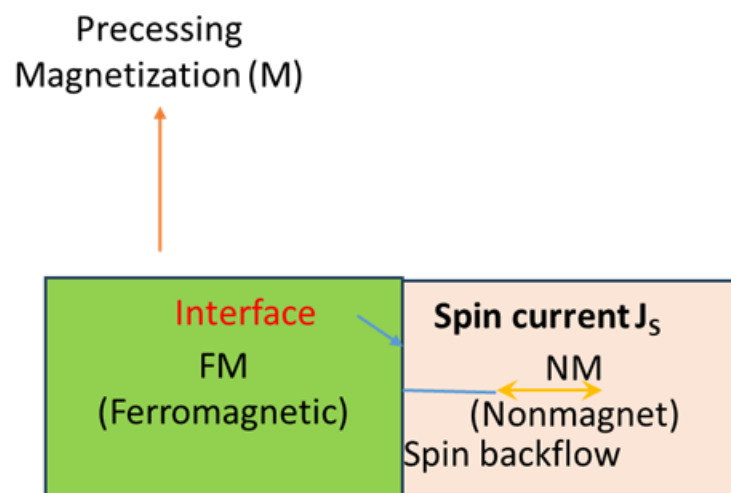 Precessing
Magnetization (M)
Interface
FM
(Ferromagnetic)
Spin current Jₛ
NM
(Nonmagnet)
Spin backflow